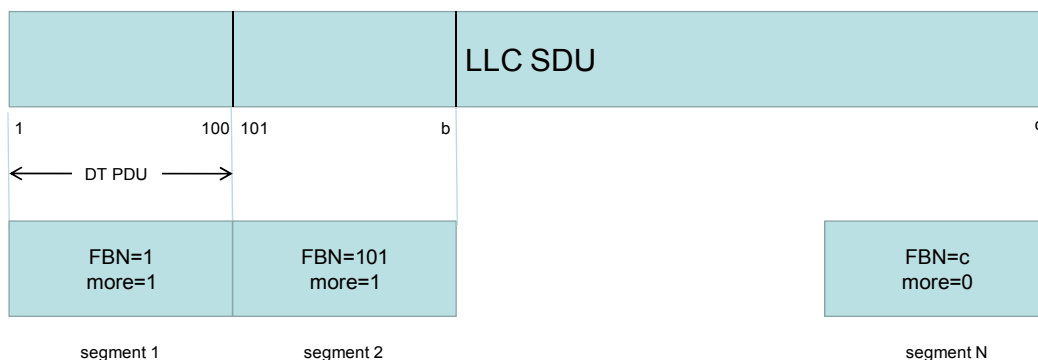 LLC SDU
1
100
101
b
DT PDU
FBN=1
more=1
FBN=101
more=1
FBN=c
more=0
segment 1
segment 2
segment N